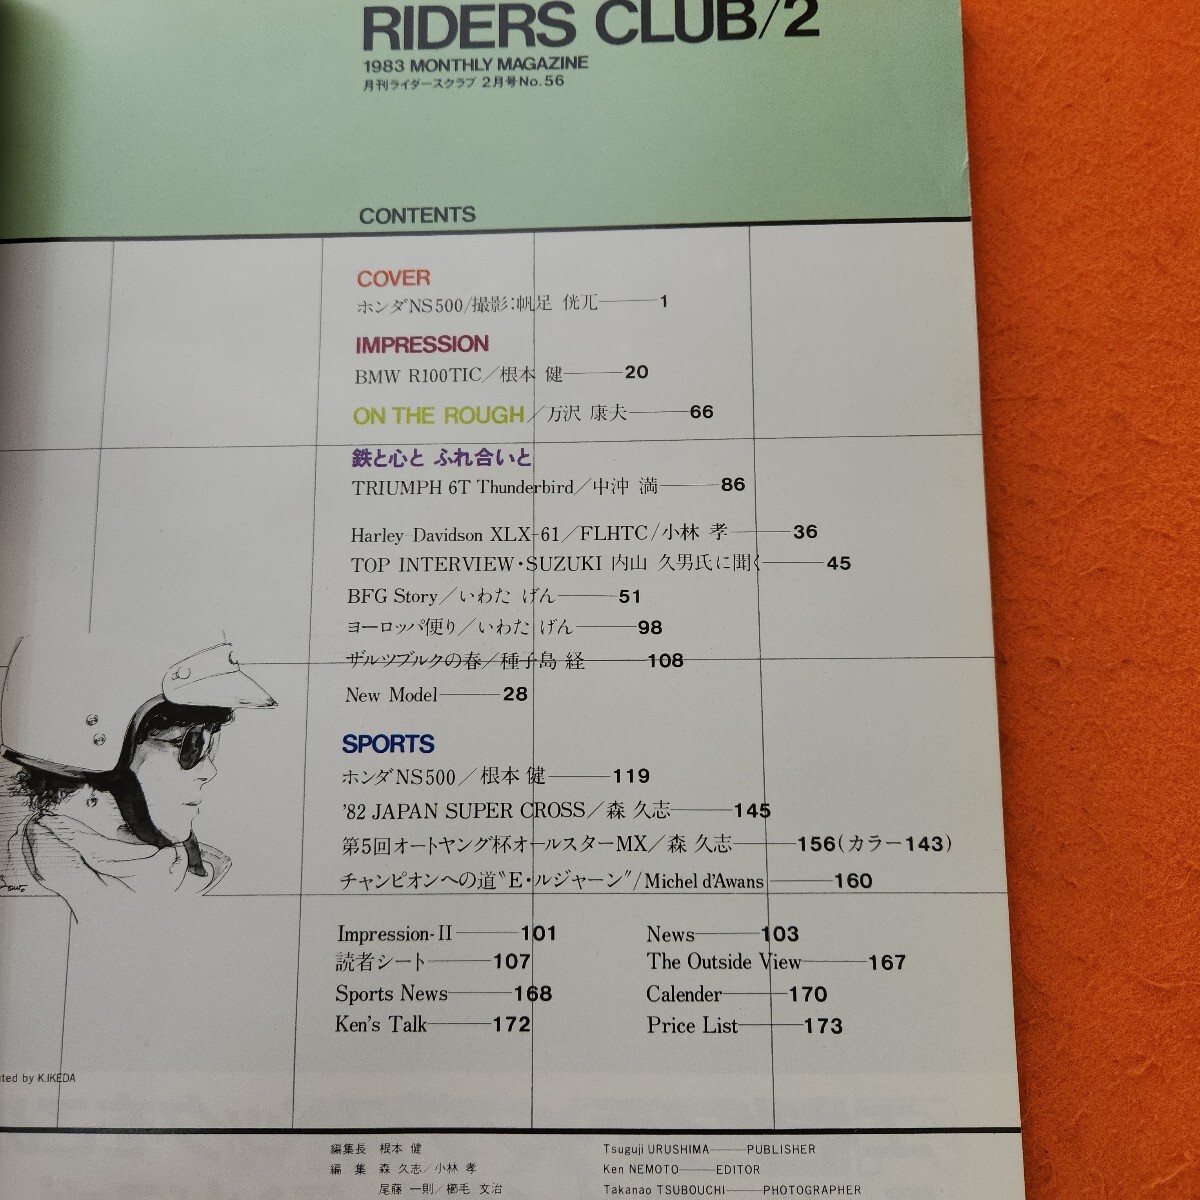 RIDERS CLUB/2
1983 MONTHLY MAGAZINE
月刊ライダースクラブ 2月号No.56
CONTENTS
COVER
ホンダNS500/撮影:帆足 侊兀——1
IMPRESSION
BMW R100TIC/根本 健——20
ON THE ROUGH/万沢 康夫——66
鉄と心と ふれ合いと
TRIUMPH 6T Thunderbird/中沖 満——86
Harley Davidson XLX-61/FLHTC/小林 孝——36
TOP INTERVIEW・SUZUKI 内山 久男氏に聞く——45
BFG Story/いわた げん——51
ヨーロッパ便り/いわた げん——98
ザルツブルクの春/種子島 経——108
New Model——28
SPORTS
ホンダNS500/根本 健——119
'82 JAPAN SUPER CROSS/森 久志——145
第5回オートヤング杯オールスターMX/森 久志——156(カラー143)
チャンピオンへの道“E・ルジャーン”/Michel d'Awans——160
Impression-II——101
News——103
読者シート——107
The Outside View——167
Sports News——168
Calender——170
Ken's Talk——172
Price List——173
by K.IKEDA
編集長 根本 健
編 集 森 久志/小林 孝
尾藤 一則/櫛毛 文治
Tsuguji URUSHIMA——PUBLISHER
Ken NEMOTO——EDITOR
Takanao TSUBOUCHI——PHOTOGRAPHER